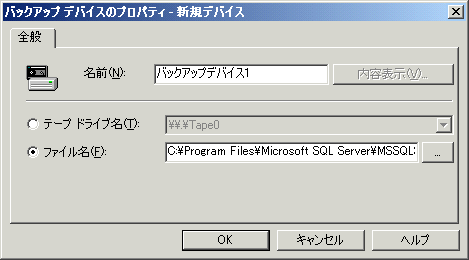 バックアップ デバイスのプロパティ - 新規デバイス
全般
名前(N): バックアップデバイス1 内容表示(V)...
テープ ドライブ名(T): \\.\Tape0
ファイル名(F): C:\Program Files\Microsoft SQL Server\MSSQL ...
OK キャンセル ヘルプ